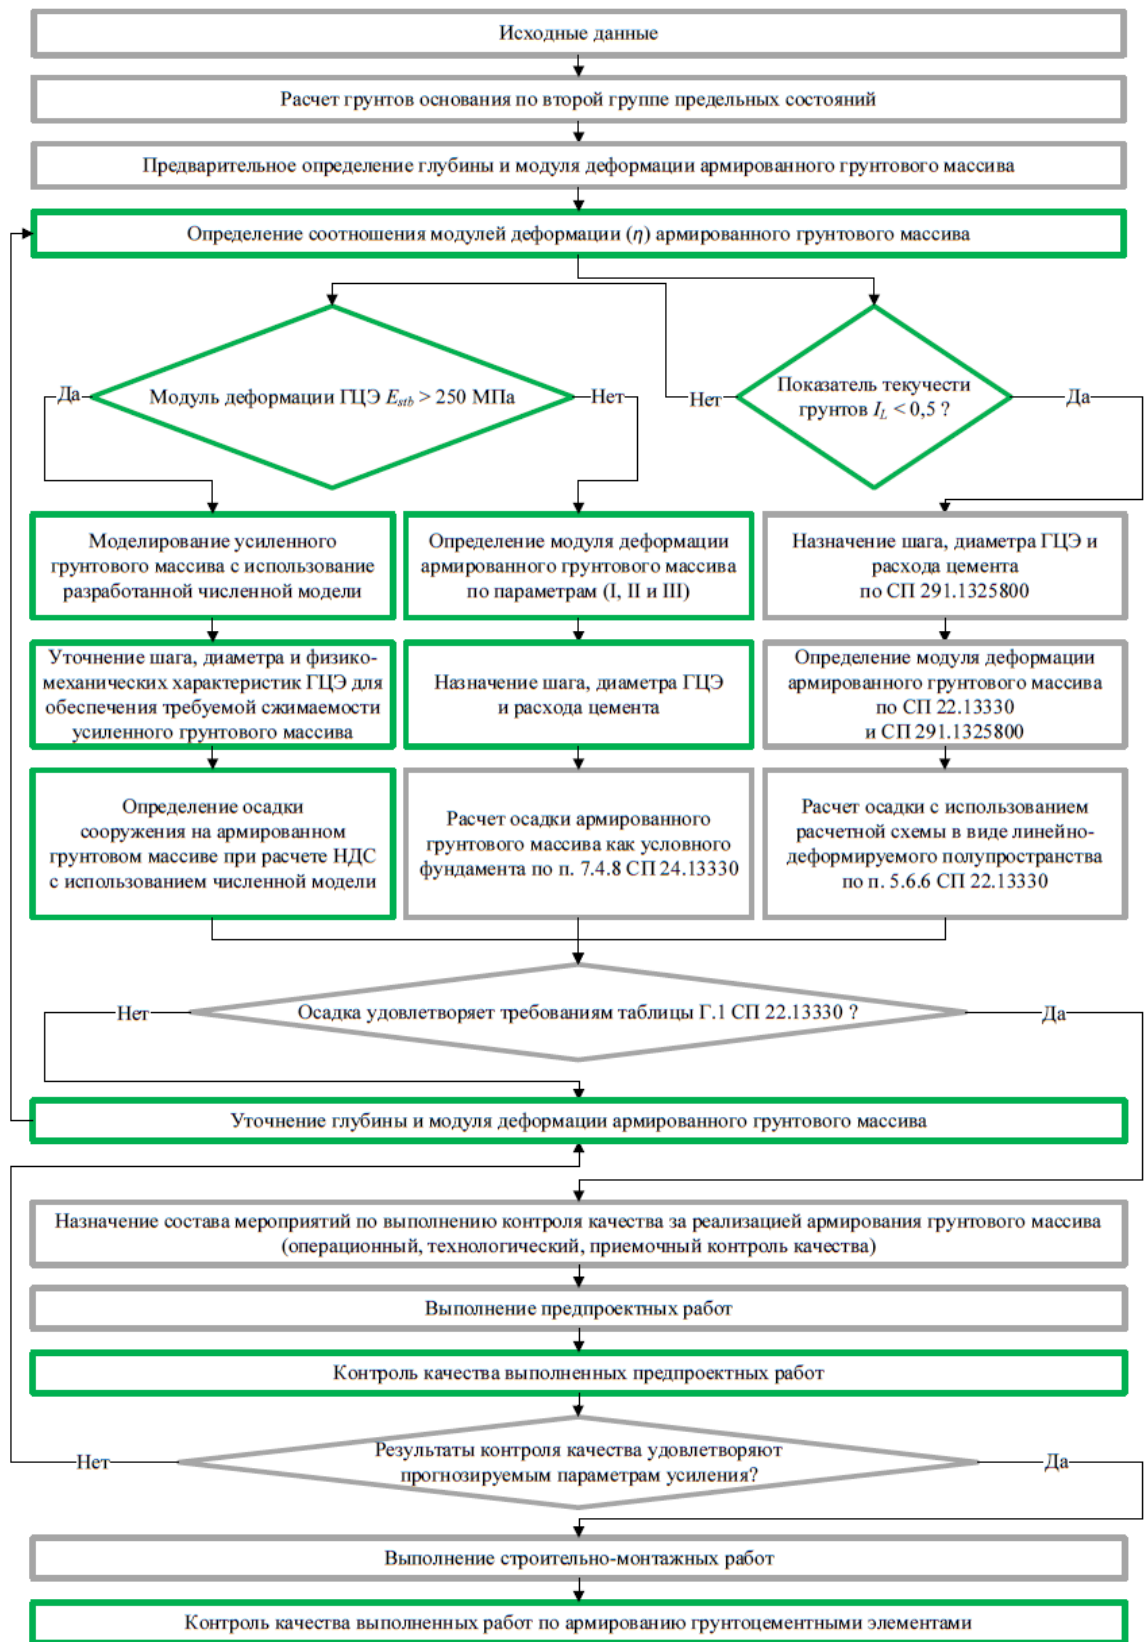 Исходные данные
Расчет грунтов основания по второй группе предельных состояний
Предварительное определение глубины и модуля деформации армированного грунтового массива
Определение соотношения модулей деформации (η) армированного грунтового массива
Да
Модуль деформации ГЦЭ Estb > 250 МПа
Нет
Нет
Показатель текучести
грунтов IL < 0,5 ?
Да
Моделирование усиленного
грунтового массива с использование
разработанной численной модели
Определение модуля деформации
армированного грунтового массива
по параметрам (I, II и III)
Назначение шага, диаметра ГЦЭ и
расхода цемента
по СП 291.1325800
Уточнение шага, диаметра и физико-
механических характеристик ГЦЭ для
обеспечения требуемой сжимаемости
усиленного грунтового массива
Назначение шага, диаметра ГЦЭ
и расхода цемента
Определение модуля деформации
армированного грунтового массива
по СП 22.13330
и СП 291.1325800
Определение осадки
сооружения на армированном
грунтовом массиве при расчете НДС
с использованием численной модели
Расчет осадки армированного
грунтового массива как условного
фундамента по п. 7.4.8 СП 24.13330
Расчет осадки с использованием
расчетной схемы в виде линейно-
деформируемого полупространства
по п. 5.6.6 СП 22.13330
Нет
Осадка удовлетворяет требованиям таблицы Г.1 СП 22.13330 ?
Да
Уточнение глубины и модуля деформации армированного грунтового массива
Назначение состава мероприятий по выполнению контроля качества за реализацией армирования грунтового массива
(операционный, технологический, приемочный контроль качества)
Выполнение предпроектных работ
Контроль качества выполненных предпроектных работ
Нет
Результаты контроля качества удовлетворяют
прогнозируемым параметрам усиления?
Да
Выполнение строительно-монтажных работ
Контроль качества выполненных работ по армированию грунтоцементными элементами